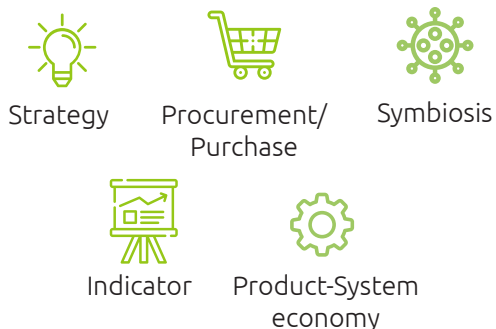 Strategy
Procurement/
Purchase
Symbiosis
Indicator
Product-System
economy